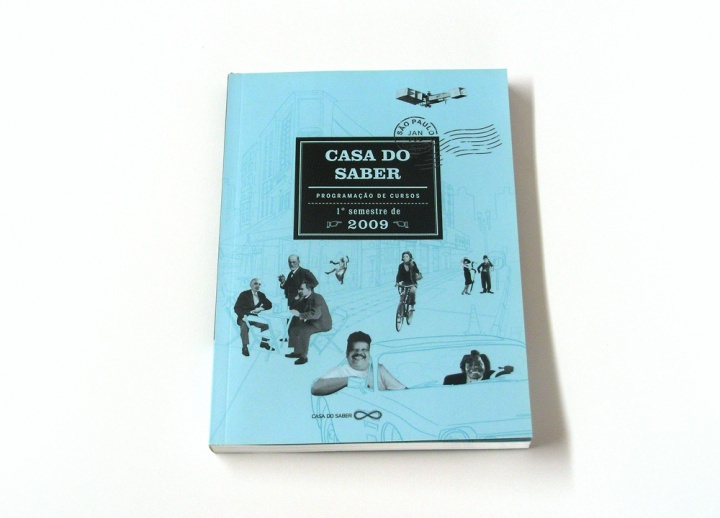 SÃO PAULO
JAN
CASA DO
SABER
PROGRAMAÇÃO DE CURSOS
1º semestre de
2009
CASA DO SABER